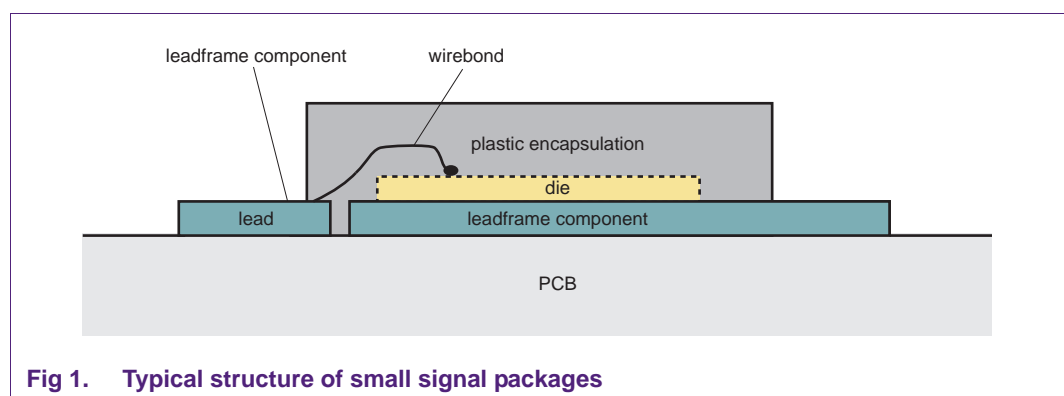 leadframe component wirebond
plastic encapsulation
die
lead leadframe component
PCB
Fig 1. Typical structure of small signal packages